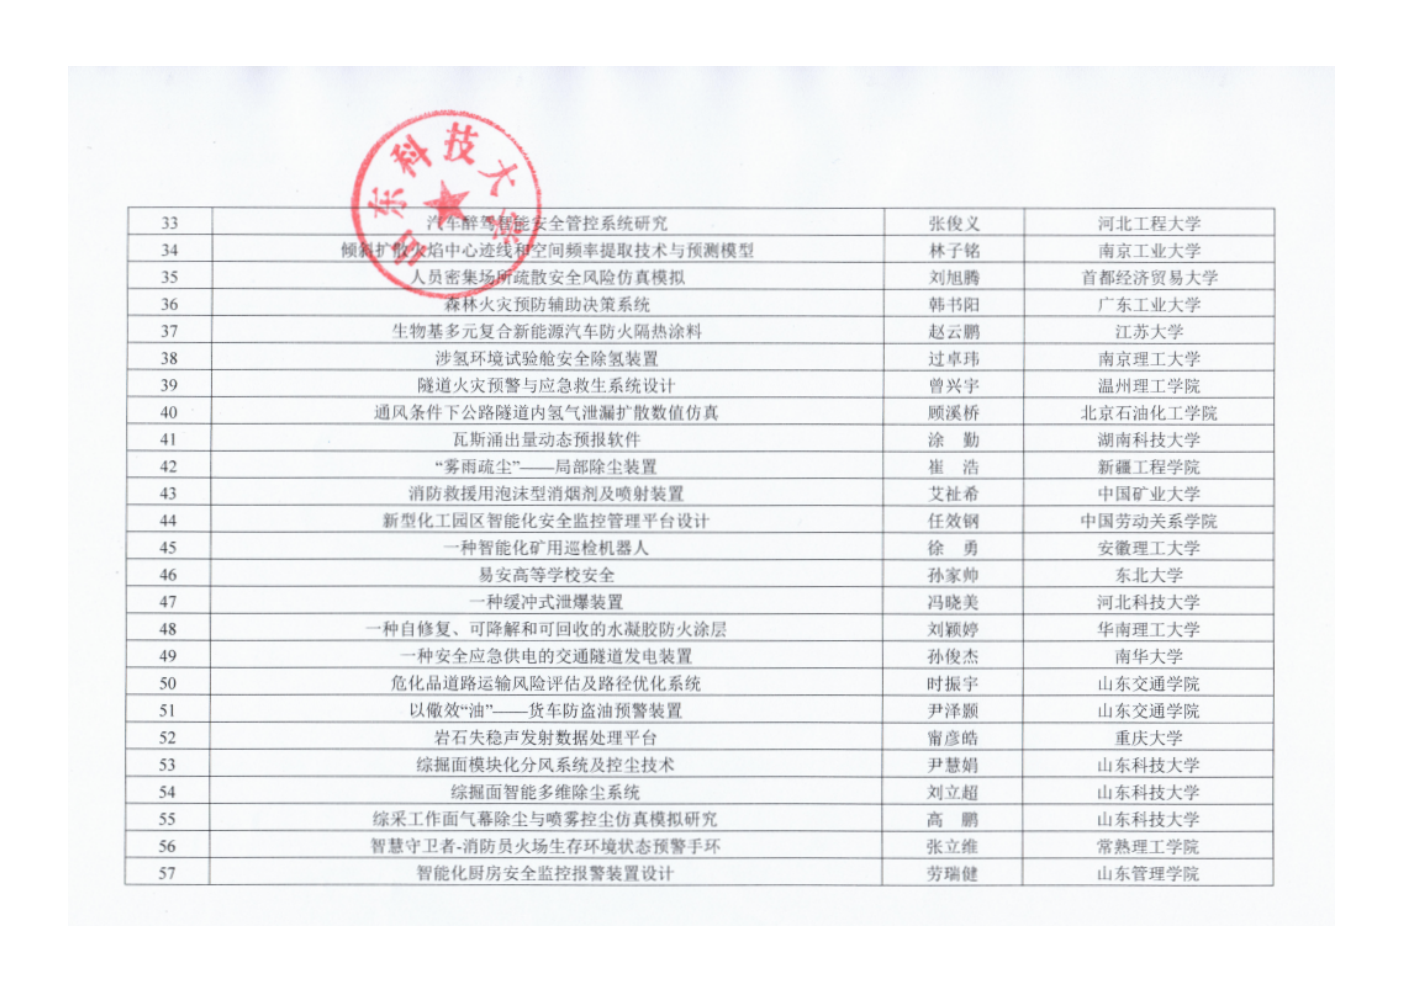 山东科技大学
33 汽车醉驾智能安全管控系统研究 张俊义 河北工程大学
34 倾斜扩散火焰中心迹线和空间频率提取技术与预测模型 林子铭 南京工业大学
35 人员密集场所疏散安全风险仿真模拟 刘旭腾 首都经济贸易大学
36 森林火灾预防辅助决策系统 韩书阳 广东工业大学
37 生物基多元复合新能源汽车防火隔热涂料 赵云鹏 江苏大学
38 涉氢环境试验舱安全除氢装置 过卓玮 南京理工大学
39 隧道火灾预警与应急救生系统设计 曾兴宇 温州理工学院
40 通风条件下公路隧道内氢气泄漏扩散数值仿真 顾溪桥 北京石油化工学院
41 瓦斯涌出量动态预报软件 涂　勤 湖南科技大学
42 “雾雨疏尘”——局部除尘装置 崔　浩 新疆工程学院
43 消防救援用泡沫型消烟剂及喷射装置 艾祉希 中国矿业大学
44 新型化工园区智能化安全监控管理平台设计 任效钢 中国劳动关系学院
45 一种智能化矿用巡检机器人 徐　勇 安徽理工大学
46 易安高等学校安全 孙家帅 东北大学
47 一种缓冲式泄爆装置 冯晓美 河北科技大学
48 一种自修复、可降解和可回收的水凝胶防火涂层 刘颖婷 华南理工大学
49 一种安全应急供电的交通隧道发电装置 孙俊杰 南华大学
50 危化品道路运输风险评估及路径优化系统 时振宇 山东交通学院
51 以儆效“油”——货车防盗油预警装置 尹泽颢 山东交通学院
52 岩石失稳声发射数据处理平台 甯彦皓 重庆大学
53 综掘面模块化分风系统及控尘技术 尹慧娟 山东科技大学
54 综掘面智能多维除尘系统 刘立超 山东科技大学
55 综采工作面气幕除尘与喷雾控尘仿真模拟研究 高　鹏 山东科技大学
56 智慧守卫者-消防员火场生存环境状态预警手环 张立维 常熟理工学院
57 智能化厨房安全监控报警装置设计 劳瑞健 山东管理学院